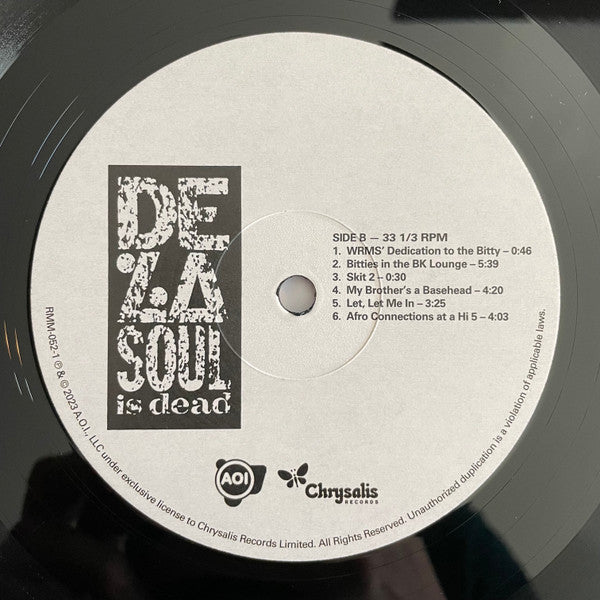 DE
LA
SOUL
is dead
SIDE B – 33 1/3 RPM
1. WRMS' Dedication to the Bitty – 0:46
2. Bitties in the BK Lounge – 5:39
3. Skit 2 – 0:30
4. My Brother's a Basehead – 4:20
5. Let, Let Me In – 3:25
6. Afro Connections at a Hi 5 – 4:03
AOI
Chrysalis
RECORDS
RMM-052-1 ℗ & © 2023 A.O.I., LLC under exclusive license to Chrysalis Records Limited. All Rights Reserved. Unauthorized duplication is a violation of applicable laws.